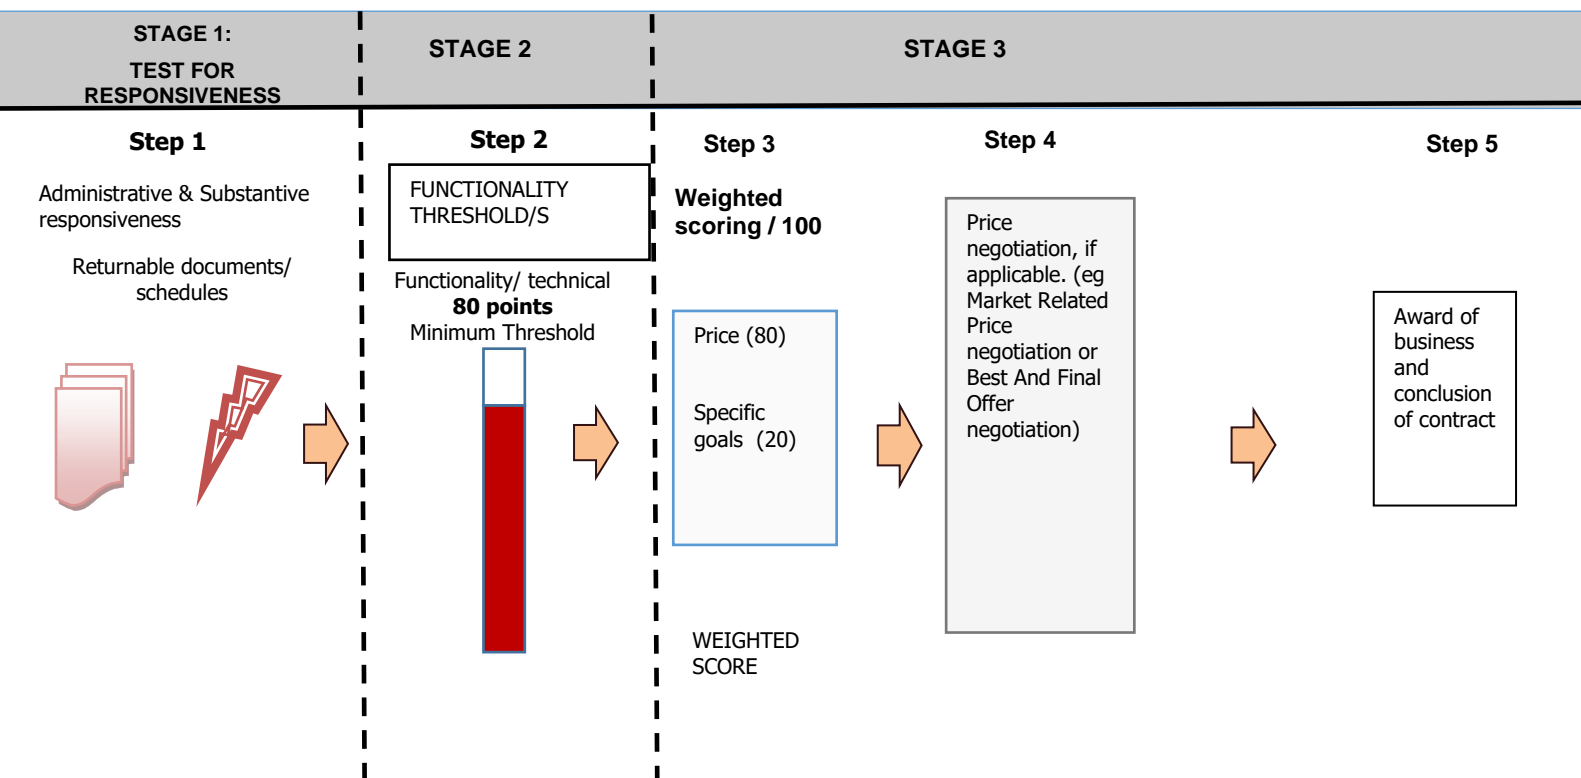 STAGE 1:
TEST FOR
RESPONSIVENESS
STAGE 2
STAGE 3
Step 1
Administrative & Substantive
responsiveness
Returnable documents/
schedules
Step 2
FUNCTIONALITY
THRESHOLD/S
Functionality/ technical
80 points
Minimum Threshold
Step 3
Weighted
scoring / 100
Price (80)
Specific
goals (20)
WEIGHTED
SCORE
Step 4
Price
negotiation, if
applicable. (eg
Market Related
Price
negotiation or
Best And Final
Offer
negotiation)
Step 5
Award of
business
and
conclusion
of contract